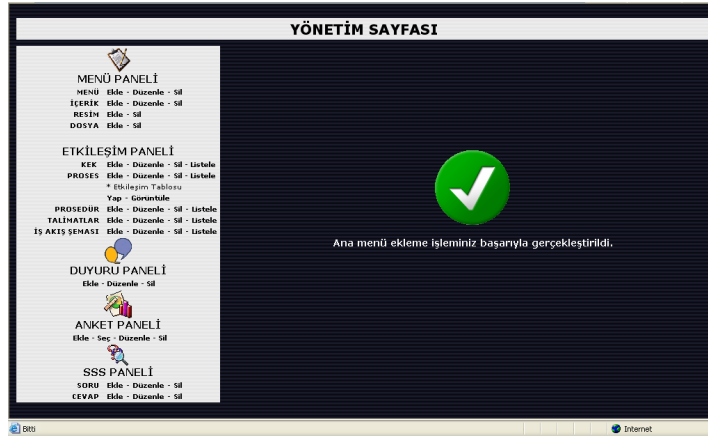 YÖNETİM SAYFASI
MENÜ PANELİ
MENÜ Ekle - Düzenle - Sil
İÇERİK Ekle - Düzenle - Sil
RESİM Ekle - Sil
DOSYA Ekle - Sil
ETKİLEŞİM PANELİ
KEK Ekle - Düzenle - Sil - Listele
PROSES Ekle - Düzenle - Sil - Listele
* Etkileşim Tablosu
Yap - Görüntüle
PROSEDÜR Ekle - Düzenle - Sil - Listele
TALİMATLAR Ekle - Düzenle - Sil - Listele
İŞ AKIŞ ŞEMASI Ekle - Düzenle - Sil - Listele
DUYURU PANELİ
Ekle - Düzenle - Sil
ANKET PANELİ
Ekle - Seç - Düzenle - Sil
SSS PANELİ
SORU Ekle - Düzenle - Sil
CEVAP Ekle - Düzenle - Sil
Ana menü ekleme işleminiz başarıyla gerçekleştirildi.
Bitti
Internet